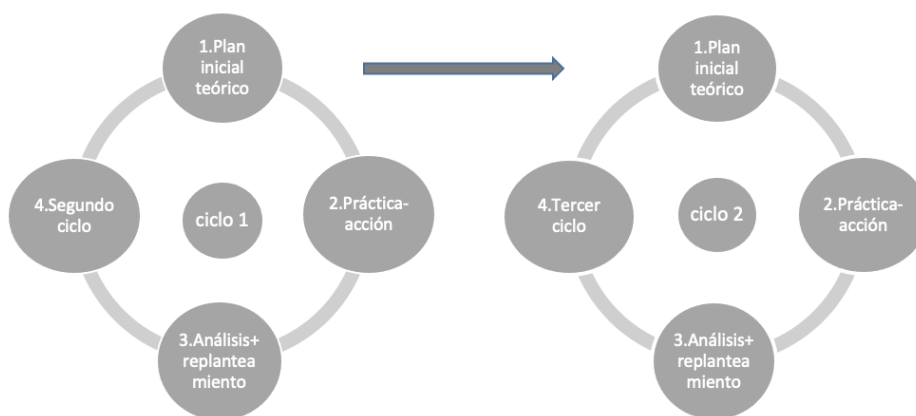 1.Plan
inicial
teórico
4.Segundo
ciclo
ciclo 1
2.Práctica-
acción
3.Análisis+
replantea
miento
1.Plan
inicial
teórico
4.Tercer
ciclo
ciclo 2
2.Práctica-
acción
3.Análisis+
replantea
miento